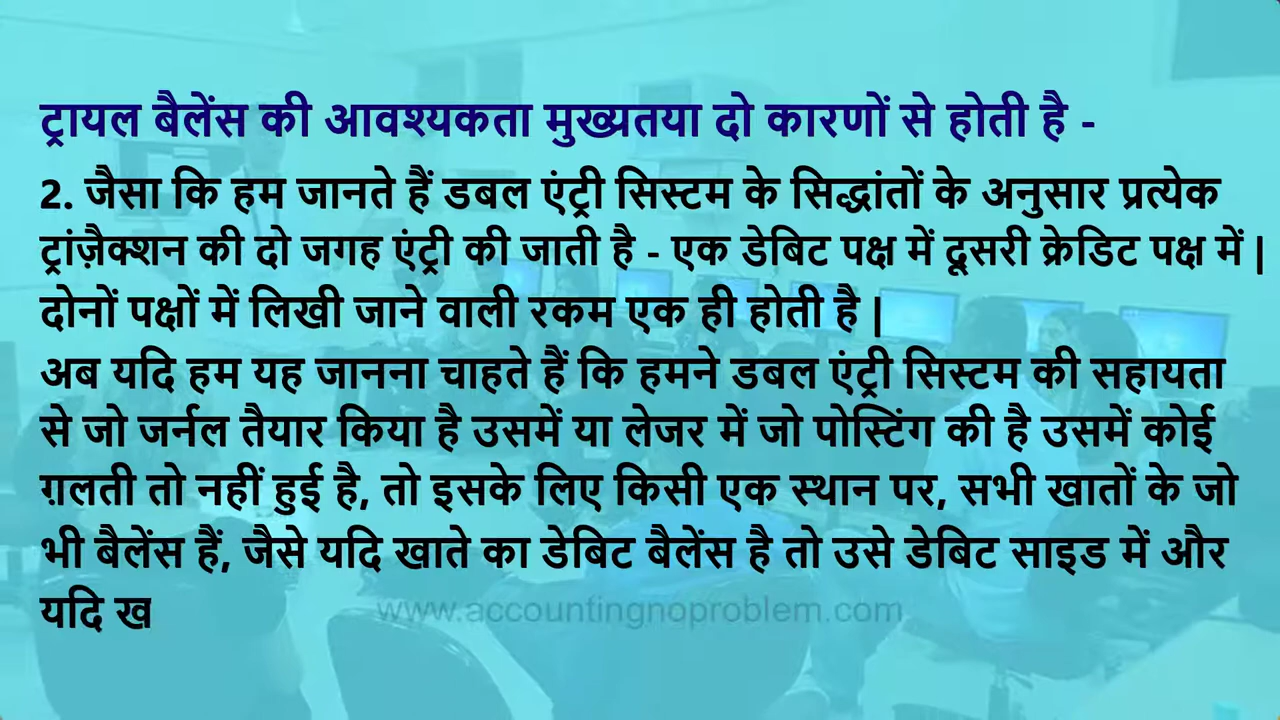 ट्रायल बैलेंस की आवश्यकता मुख्यतया दो कारणों से होती है -
2. जैसा कि हम जानते हैं डबल एंट्री सिस्टम के सिद्धांतों के अनुसार प्रत्येक
ट्रांज़ैक्शन की दो जगह एंट्री की जाती है - एक डेबिट पक्ष में दूसरी क्रेडिट पक्ष में |
दोनों पक्षों में लिखी जाने वाली रकम एक ही होती है |
अब यदि हम यह जानना चाहते हैं कि हमने डबल एंट्री सिस्टम की सहायता
से जो जर्नल तैयार किया है उसमें या लेजर में जो पोस्टिंग की है उसमें कोई
ग़लती तो नहीं हुई है, तो इसके लिए किसी एक स्थान पर, सभी खातों के जो
भी बैलेंस हैं, जैसे यदि खाते का डेबिट बैलेंस है तो उसे डेबिट साइड में और
यदि ख
www.accountingnoproblem.com